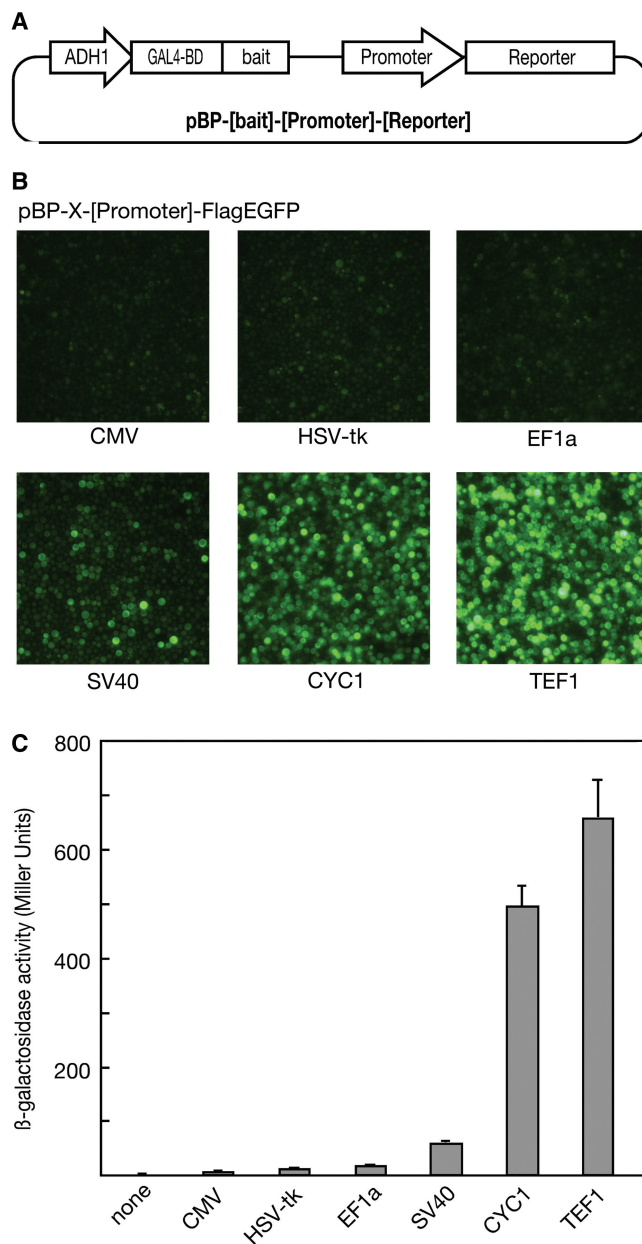 A
ADH1 GAL4-BD bait Promoter Reporter
pBP-[bait]-[Promoter]-[Reporter]
B
pBP-X-[Promoter]-FlagEGFP
CMV HSV-tk EF1a
SV40 CYC1 TEF1
C
800
600
400
200
ß-galactosidase activity (Miller Units)
none CMV HSV-tk EF1a SV40 CYC1 TEF1